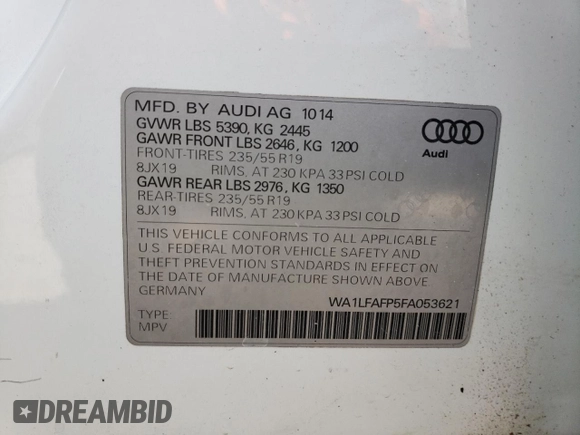 MFD. BY AUDI AG 1014
GVWR LBS 5390, KG 2445
GAWR FRONT LBS 2646, KG 1200
FRONT-TIRES 235/55 R19
8JX19 RIMS, AT 230 KPA 33 PSI COLD
GAWR REAR LBS 2976, KG 1350
REAR-TIRES 235/55 R19
8JX19 RIMS, AT 230 KPA 33 PSI COLD
Audi
THIS VEHICLE CONFORMS TO ALL APPLICABLE
U.S. FEDERAL MOTOR VEHICLE SAFETY AND
THEFT PREVENTION STANDARDS IN EFFECT ON
THE DATE OF MANUFACTURE SHOWN ABOVE
GERMANY
WA1LFAFP5FA053621
TYPE
MPV
DREAMBID